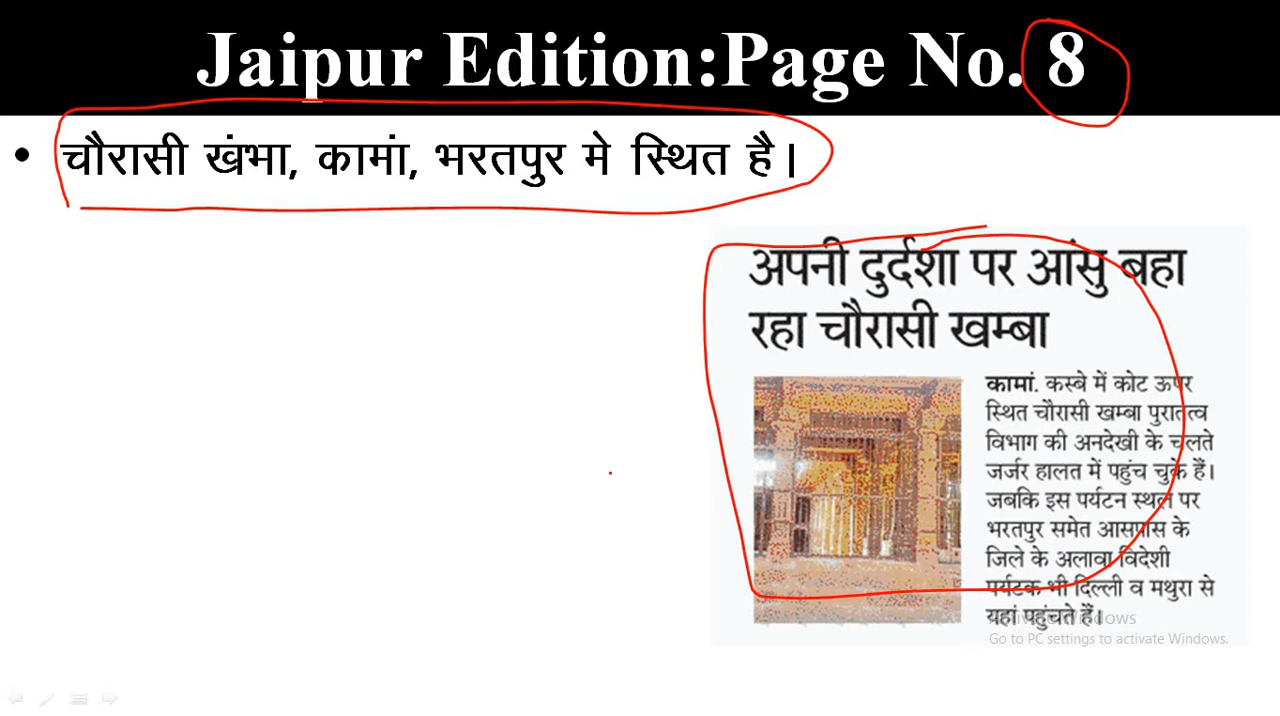 Jaipur Edition:Page No. 8
• चौरासी खंभा, कामां, भरतपुर मे स्थित है।
अपनी दुर्दशा पर आंसु बहा
रहा चौरासी खम्बा
कामां. कस्बे में कोट ऊपर
स्थित चौरासी खम्बा पुरातत्व
विभाग की अनदेखी के चलते
जर्जर हालत में पहुंच चुके हैं।
जबकि इस पर्यटन स्थल पर
भरतपुर समेत आसपास के
जिले के अलावा विदेशी
पर्यटक भी दिल्ली व मथुरा से
यहां पहुंचते हैं।
Go to PC settings to activate Windows.